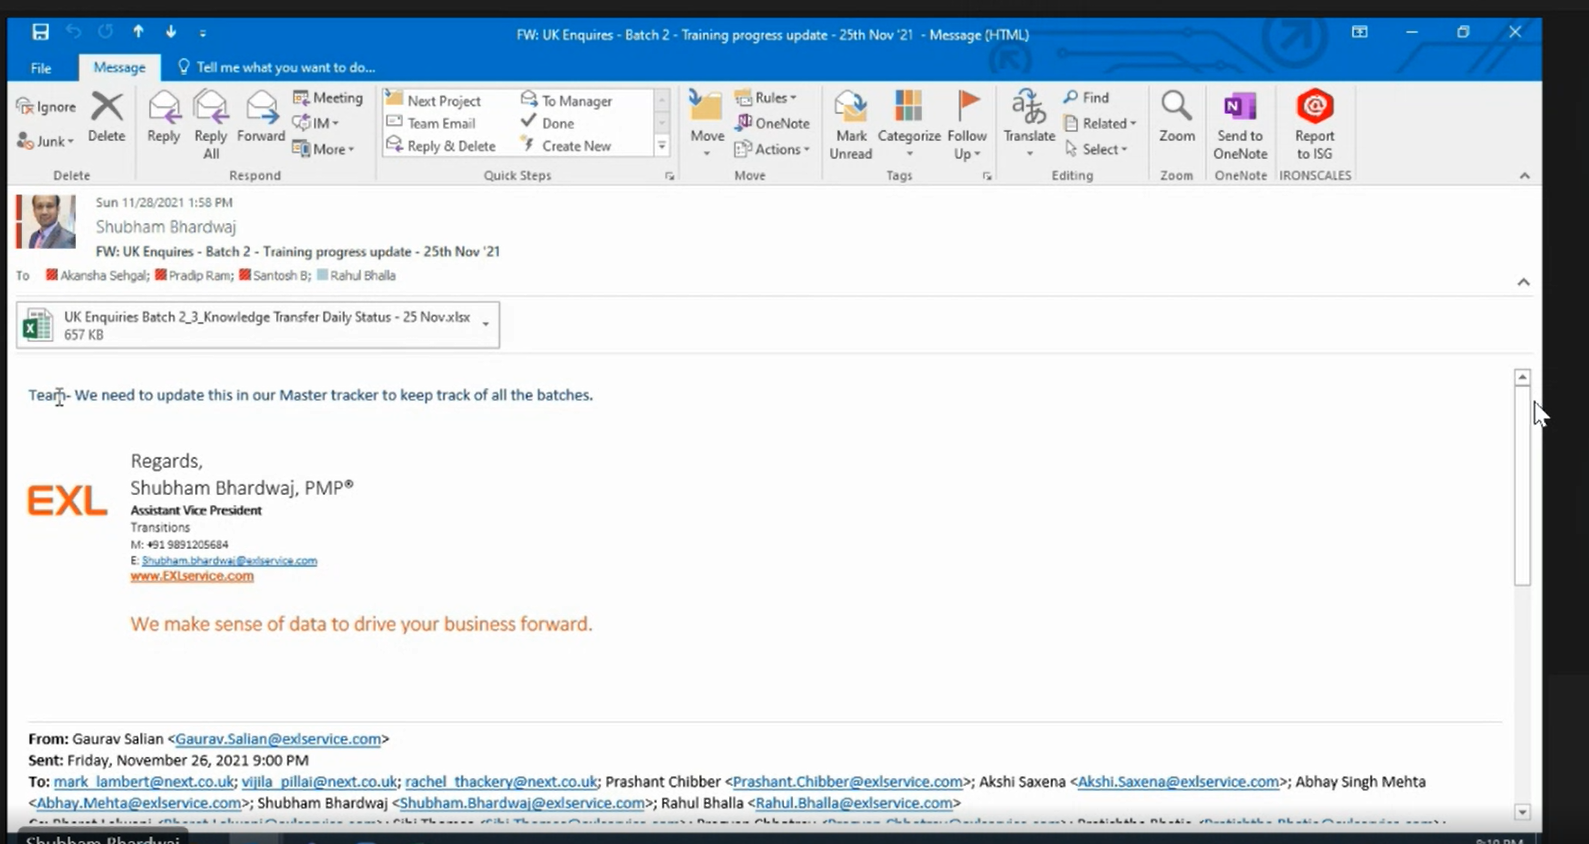 FW: UK Enquires - Batch 2 - Training progress update - 25th Nov '21 - Message (HTML)
File Message Tell me what you want to do...
Ignore
Junk
Delete
Delete
Reply
Reply All
Forward
Meeting
IM
More
Respond
Next Project
To Manager
Team Email
Done
Reply & Delete
Create New
Quick Steps
Move
Rules
OneNote
Actions
Move
Mark Unread
Categorize
Follow Up
Tags
Translate
Find
Related
Select
Editing
Zoom
Zoom
Send to OneNote
OneNote
Report to ISG
IRONSCALES
Sun 11/28/2021 1:58 PM
Shubham Bhardwaj
FW: UK Enquires - Batch 2 - Training progress update - 25th Nov '21
To Akansha Sehgal; Pradip Ram; Santosh B; Rahul Bhalla
UK Enquiries Batch 2_3_Knowledge Transfer Daily Status - 25 Nov.xlsx
657 KB
Team- We need to update this in our Master tracker to keep track of all the batches.
Regards,
EXL
Shubham Bhardwaj, PMP®
Assistant Vice President
Transitions
M: +91 9891205684
E: Shubham.bhardwaj@exlservice.com
www.EXLservice.com
We make sense of data to drive your business forward.
From: Gaurav Salian <Gaurav.Salian@exlservice.com>
Sent: Friday, November 26, 2021 9:00 PM
To: mark_lambert@next.co.uk; vijila_pillai@next.co.uk; rachel_thackery@next.co.uk; Prashant Chibber <Prashant.Chibber@exlservice.com>; Akshi Saxena <Akshi.Saxena@exlservice.com>; Abhay Singh Mehta
<Abhay.Mehta@exlservice.com>; Shubham Bhardwaj <Shubham.Bhardwaj@exlservice.com>; Rahul Bhalla <Rahul.Bhalla@exlservice.com>
Shubham Bhardwaj